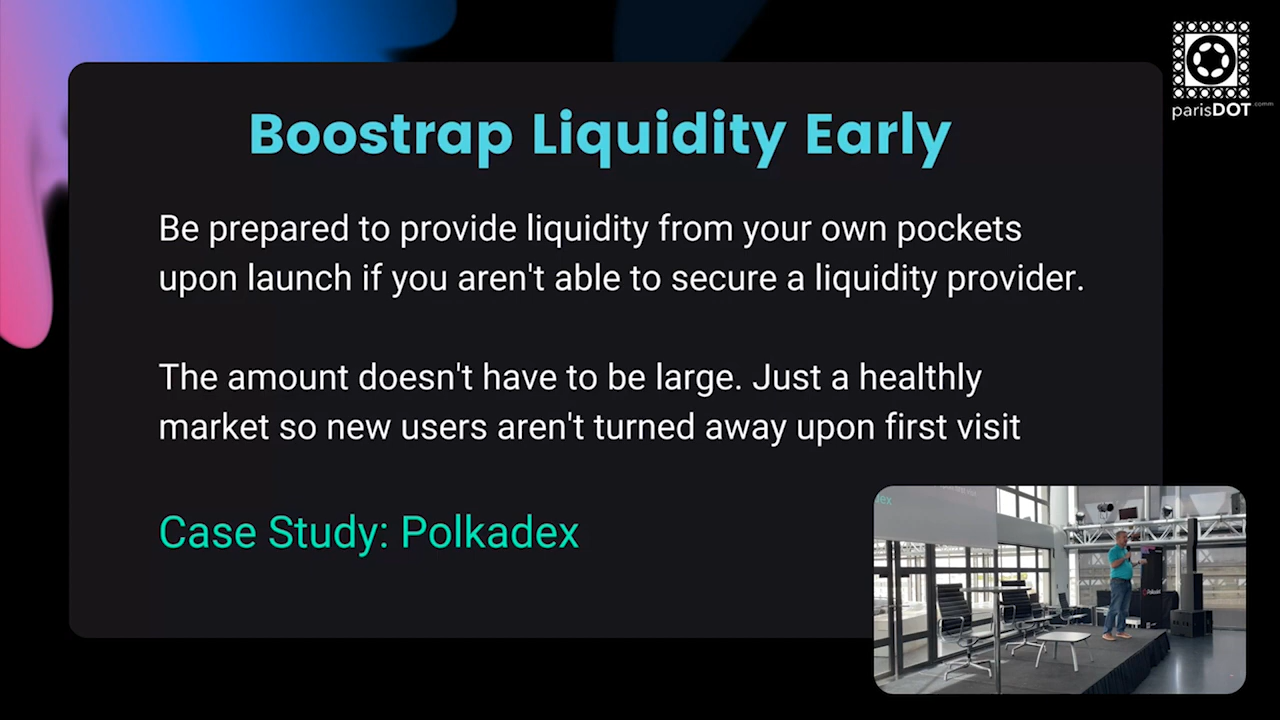 Boostrap Liquidity Early
Be prepared to provide liquidity from your own pockets
upon launch if you aren't able to secure a liquidity provider.
The amount doesn't have to be large. Just a healthly
market so new users aren't turned away upon first visit
Case Study: Polkadex
parisDOT.comm